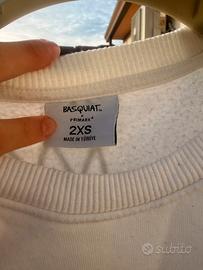 BASQUIAT
x
PRIMARK
2XS
MADE IN TÜRKİYE
subito